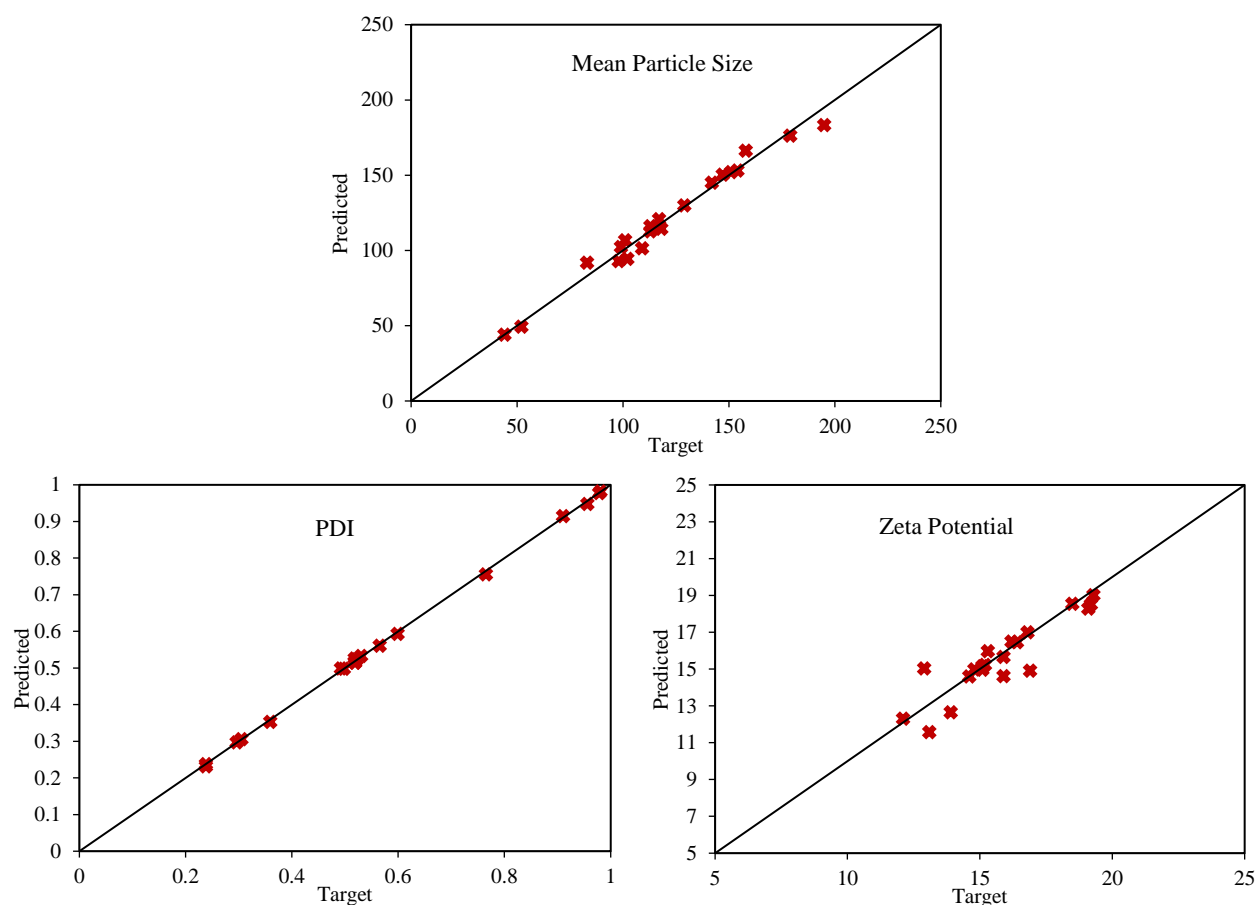 250
Mean Particle Size
200
150
Predicted
100
50
0
0 50 100 150 200 250
Target
1
0.9
PDI
0.8
0.7
0.6
Predicted
0.5
0.4
0.3
0.2
0.1
0
0 0.2 0.4 0.6 0.8 1
Target
25
23
Zeta Potential
21
19
17
Predicted
15
13
11
9
7
5
5 10 15 20 25
Target